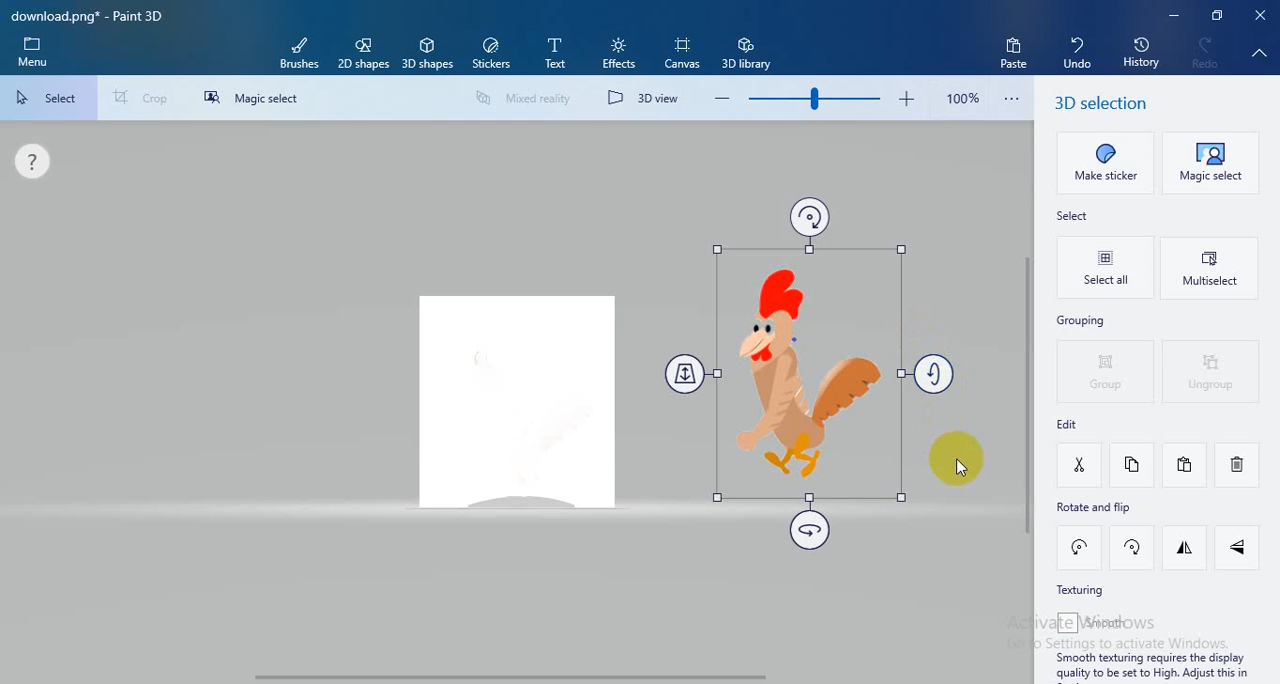 download.png* - Paint 3D
Menu
Brushes
2D shapes
3D shapes
Stickers
Text
Effects
Canvas
3D library
Paste
Undo
History
Redo
Select
Crop
Magic select
Mixed reality
3D view
100%
?
3D selection
Make sticker
Magic select
Select
Select all
Multiselect
Grouping
Group
Ungroup
Edit
Rotate and flip
Texturing
Smooth
Activate Windows
Go to Settings to activate Windows.
Smooth texturing requires the display
quality to be set to High. Adjust this in